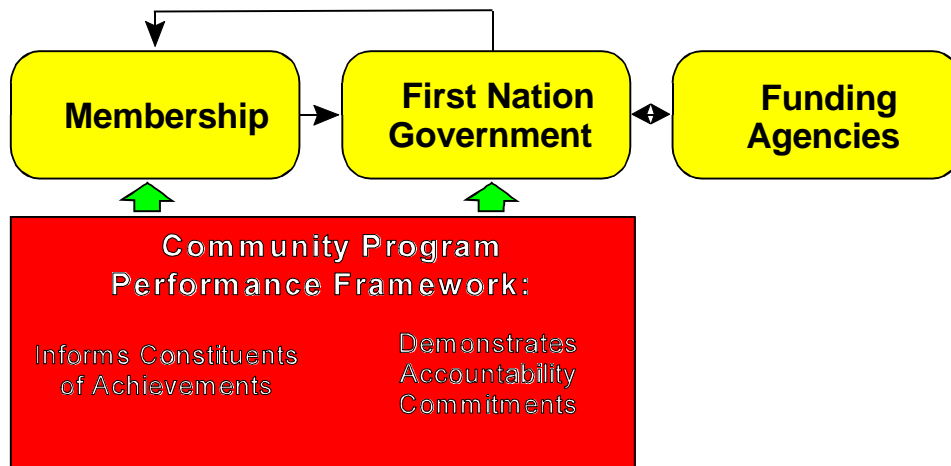 Membership
First Nation
Government
Funding
Agencies
Community Program
Performance Framework:
Informs Constituents
of Achievements
Demonstrates
Accountability
Commitments